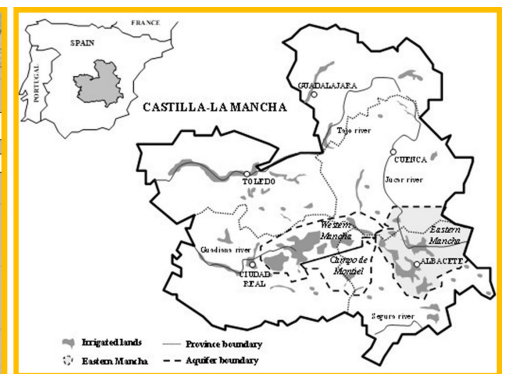 FRANCE
SPAIN
PORTUGAL
CASTILLA-LA MANCHA
GUADALAJARA
Tajo river
CUENCA
Jucar river
TOLEDO
Western
Mancha
Eastern
Mancha
Guadiana river
CIUDAD
REAL
Campo de
Montiel
ALBACETE
Segura river
Irrigated lands
Province boundary
Eastern Mancha
Aquifer boundary